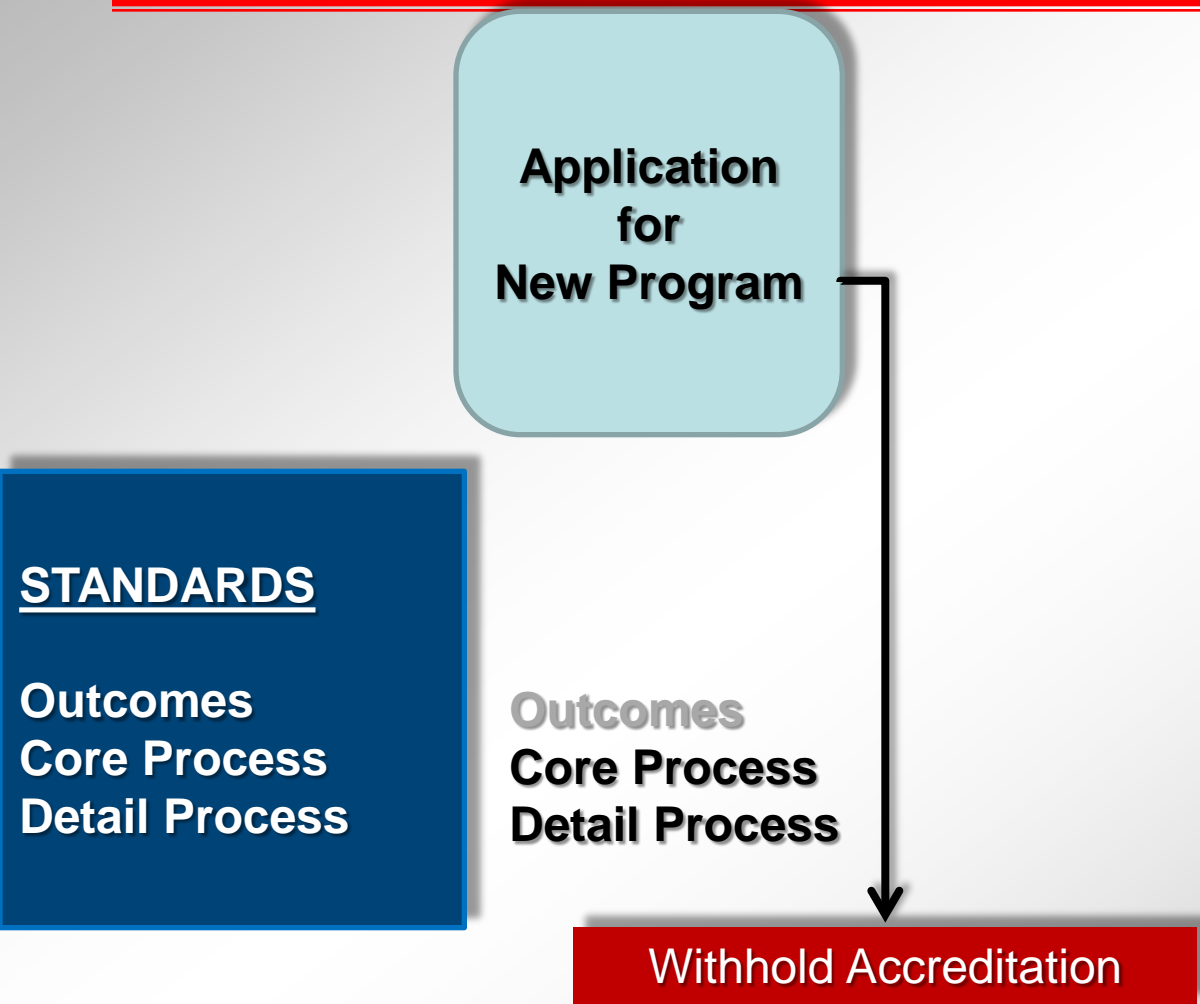 Application
for
New Program
STANDARDS
Outcomes
Core Process
Detail Process
Outcomes
Core Process
Detail Process
Withhold Accreditation